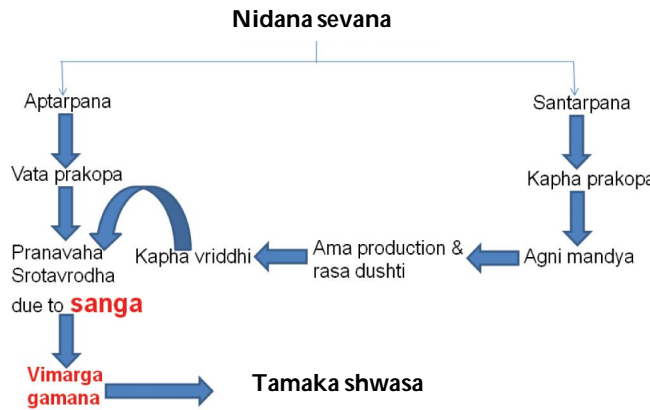 Nidana sevana
Aptarpana
Santarpana
Vata prakopa
Kapha prakopa
Pranavaha
Srotavrodha
due to sanga
Kapha vriddhi
Ama production &
rasa dushti
Agni mandya
Vimarga
gamana
Tamaka shwasa